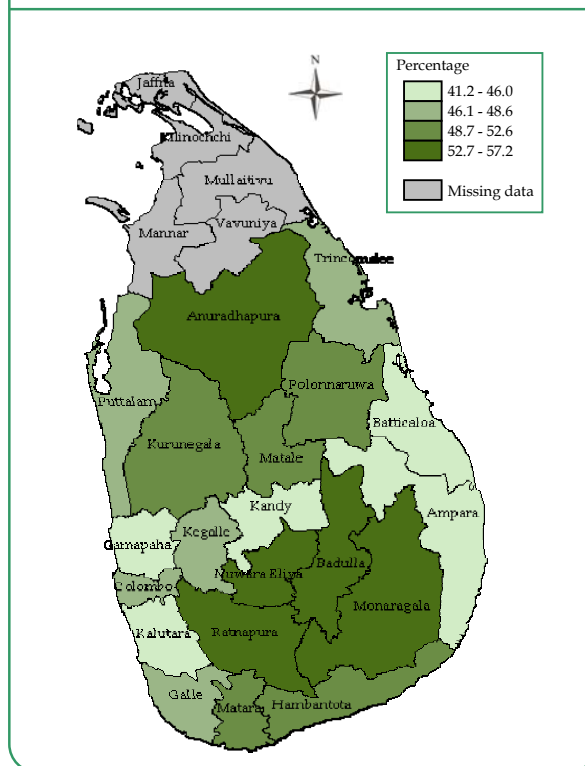 N
Percentage
41.2 - 46.0
46.1 - 48.6
48.7 - 52.6
52.7 - 57.2
Missing data
Jaffna
Kilinochchi
Mullaitivu
Vavuniya
Mannar
Trincomalee
Anuradhapura
Polonnaruwa
Puttalam
Batticaloa
Kurunegala
Matale
Kandy
Ampara
Kegalle
Gamapaha
Badulla
Nuwara Eliya
Colombo
Monaragala
Kalutara
Ratnapura
Galle
Matara
Hambantota